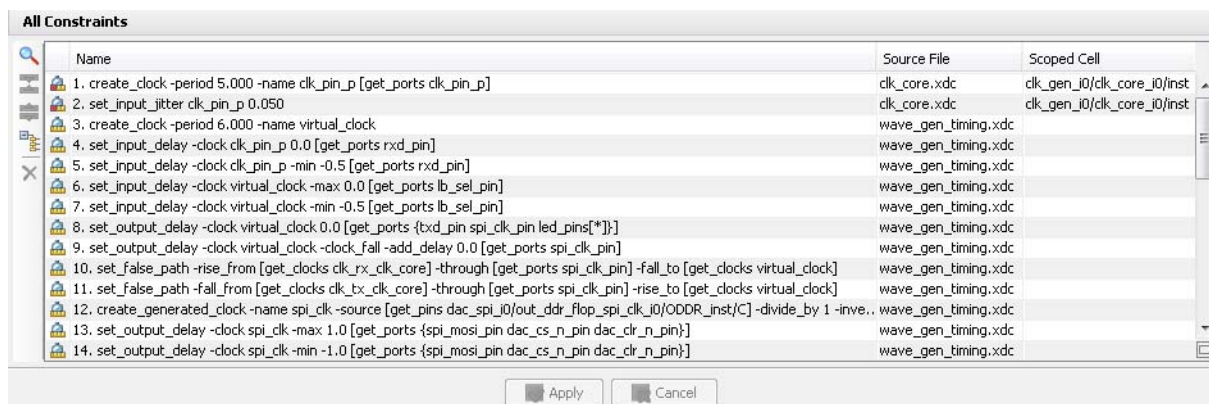 All Constraints
Name Source File Scoped Cell
1. create_clock -period 5.000 -name clk_pin_p [get_ports clk_pin_p] clk_core.xdc clk_gen_i0/clk_core_i0/inst
2. set_input_jitter clk_pin_p 0.050 clk_core.xdc clk_gen_i0/clk_core_i0/inst
3. create_clock -period 6.000 -name virtual_clock wave_gen_timing.xdc
4. set_input_delay -clock clk_pin_p 0.0 [get_ports rxd_pin] wave_gen_timing.xdc
5. set_input_delay -clock clk_pin_p -min -0.5 [get_ports rxd_pin] wave_gen_timing.xdc
6. set_input_delay -clock virtual_clock -max 0.0 [get_ports lb_sel_pin] wave_gen_timing.xdc
7. set_input_delay -clock virtual_clock -min -0.5 [get_ports lb_sel_pin] wave_gen_timing.xdc
8. set_output_delay -clock virtual_clock 0.0 [get_ports {txd_pin spi_clk_pin led_pins[*]}] wave_gen_timing.xdc
9. set_output_delay -clock virtual_clock -clock_fall -add_delay 0.0 [get_ports spi_clk_pin] wave_gen_timing.xdc
10. set_false_path -rise_from [get_clocks clk_rx_clk_core] -through [get_ports spi_clk_pin] -fall_to [get_clocks virtual_clock] wave_gen_timing.xdc
11. set_false_path -fall_from [get_clocks clk_tx_clk_core] -through [get_ports spi_clk_pin] -rise_to [get_clocks virtual_clock] wave_gen_timing.xdc
12. create_generated_clock -name spi_clk -source [get_pins dac_spi_i0/out_ddr_flop_spi_clk_i0/ODDR_inst/C] -divide_by 1 -inve.. wave_gen_timing.xdc
13. set_output_delay -clock spi_clk -max 1.0 [get_ports {spi_mosi_pin dac_cs_n_pin dac_clr_n_pin}] wave_gen_timing.xdc
14. set_output_delay -clock spi_clk -min -1.0 [get_ports {spi_mosi_pin dac_cs_n_pin dac_clr_n_pin}] wave_gen_timing.xdc
Apply Cancel